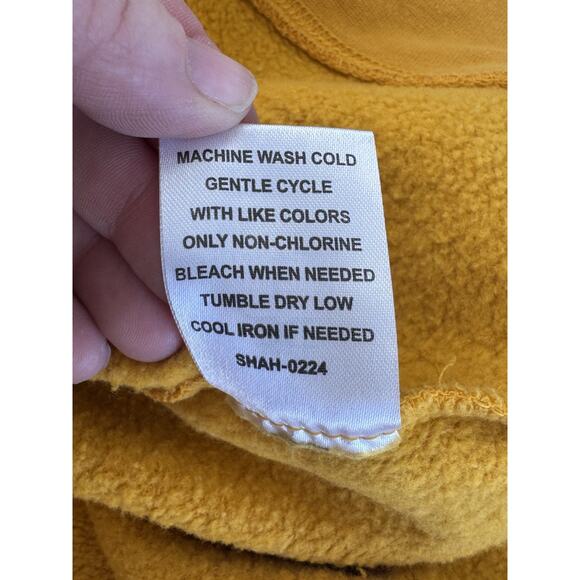 MACHINE WASH COLD
GENTLE CYCLE
WITH LIKE COLORS
ONLY NON-CHLORINE
BLEACH WHEN NEEDED
TUMBLE DRY LOW
COOL IRON IF NEEDED
SHAH-0224